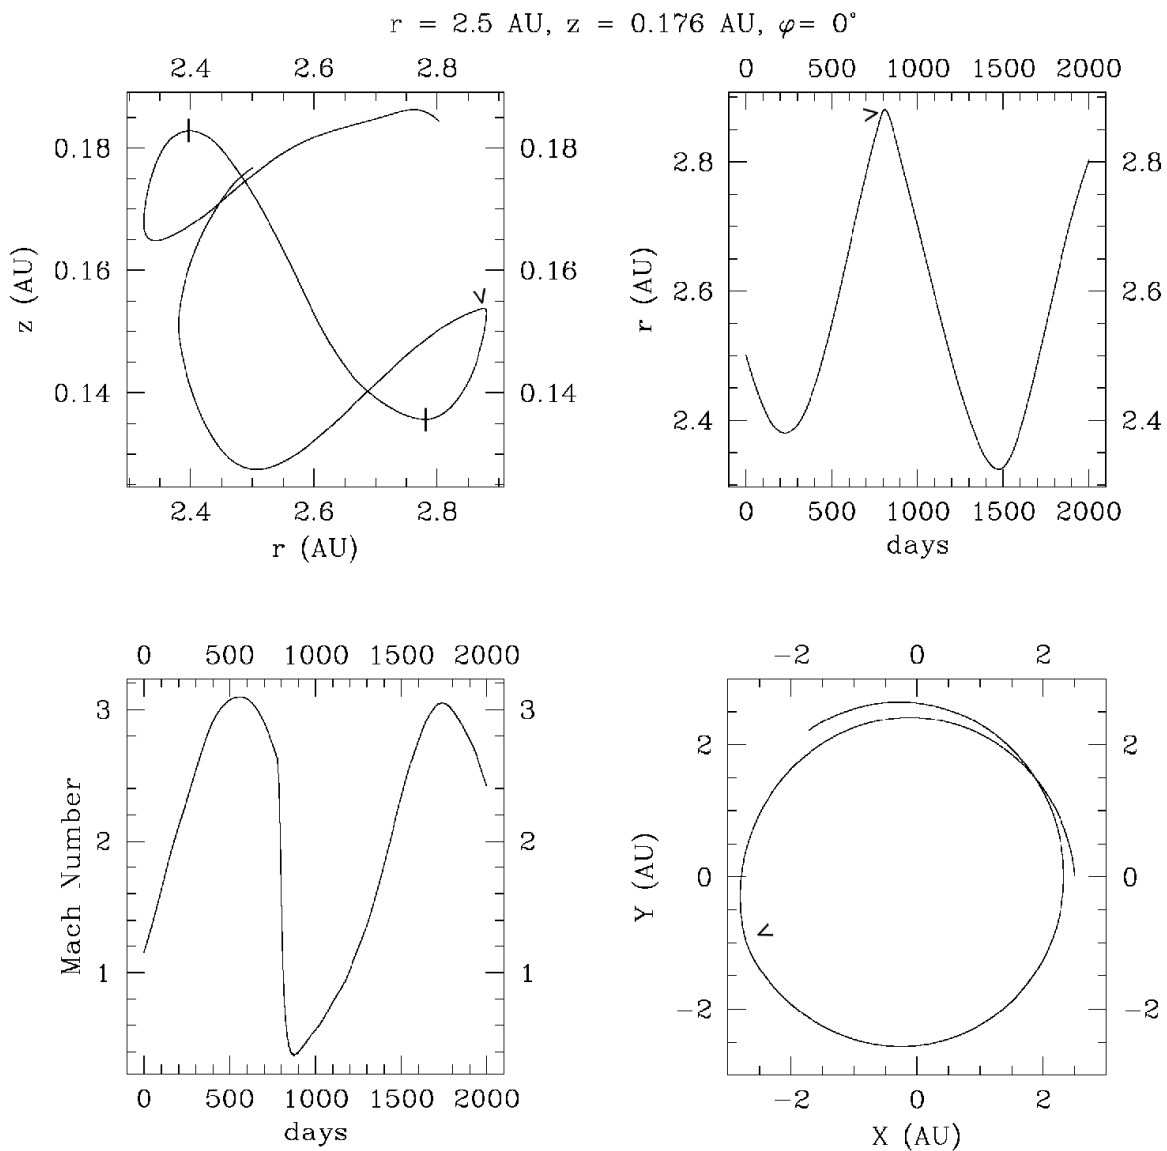 r = 2.5 AU, z = 0.176 AU, φ= 0°
2.4 2.6 2.8
0.18 0.18
0.16 0.16
0.14 0.14
z (AU)
2.4 2.6 2.8
r (AU)
0 500 1000 1500 2000
2.8 2.8
2.6 2.6
2.4 2.4
r (AU)
0 500 1000 1500 2000
days
0 500 1000 1500 2000
3 3
2 2
1 1
Mach Number
0 500 1000 1500 2000
days
−2 0 2
2 2
0 0
−2 −2
Y (AU)
−2 0 2
X (AU)